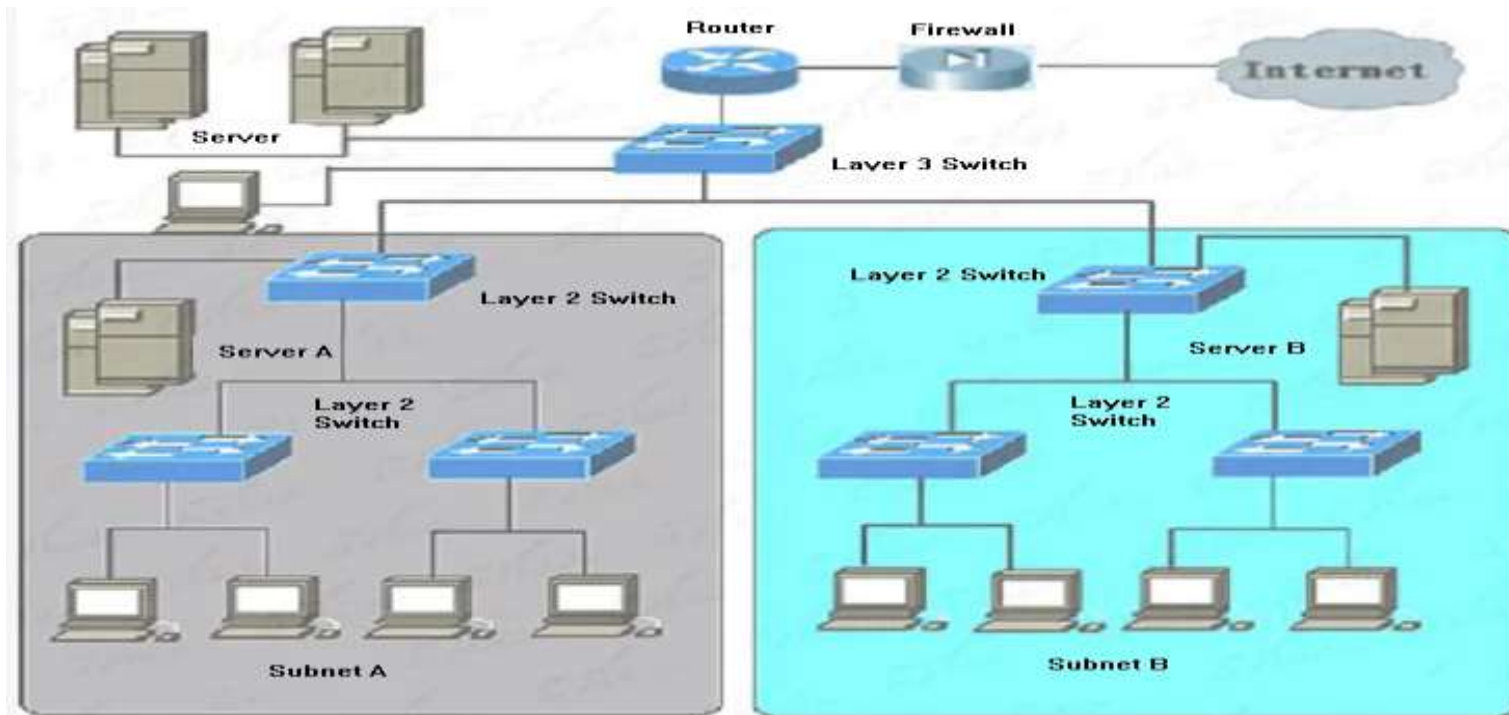 Router
Firewall
Internet
Server
Layer 3 Switch
Layer 2 Switch
Layer 2 Switch
Server A
Server B
Layer 2
Switch
Layer 2
Switch
Subnet A
Subnet B